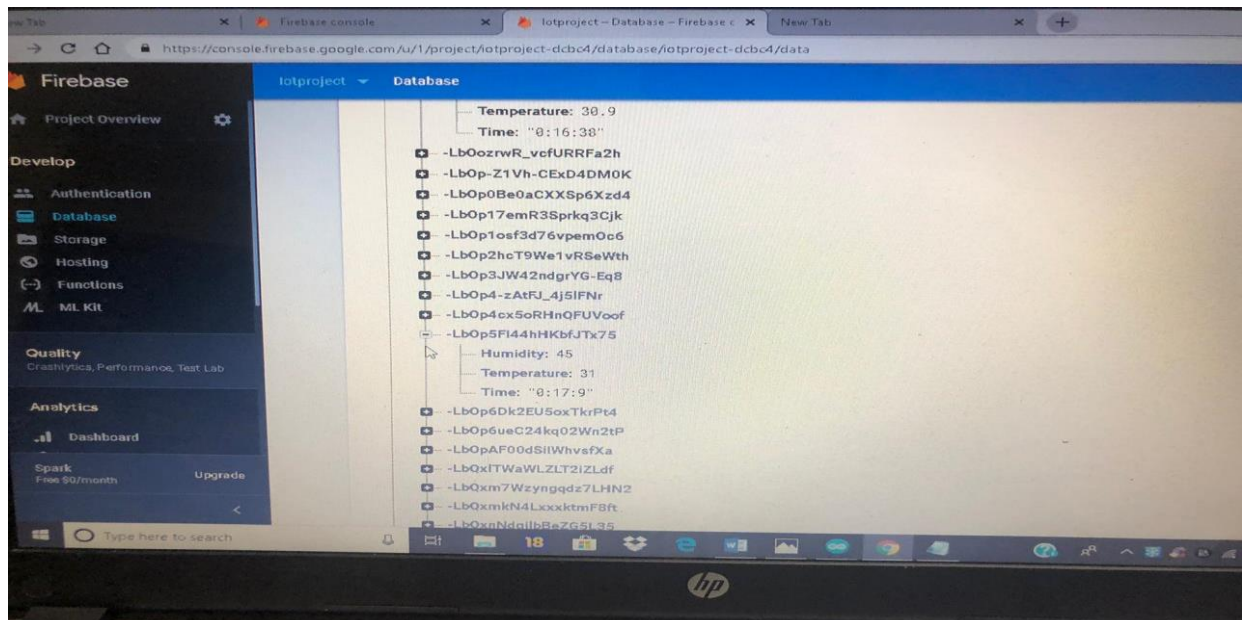 ew Tab Firebase console Iotproject – Database – Firebase c New Tab
https://console.firebase.google.com/u/1/project/iotproject-dcbc4/database/iotproject-dcbc4/data
Firebase Iotproject Database
Project Overview
Develop
Authentication
Database
Storage
Hosting
Functions
ML Kit
Quality
Crashlytics, Performance, Test Lab
Analytics
Dashboard
Spark
Free $0/month
Upgrade
Temperature: 30.9
Time: "0:16:38"
-LbOozrwR_vcfURRFa2h
-LbOp-Z1Vh-CExD4DM0K
-LbOp0Be0aCXXSp6Xzd4
-LbOp17emR3Sprkq3Cjk
-LbOp1osf3d76vpemOc6
-LbOp2hcT9We1vRSeWth
-LbOp3JW42ndgrYG-Eq8
-LbOp4-zAtFJ_4j5lFNr
-LbOp4cx5oRHnQFUVoof
-LbOp5Fl44hHKbfJTx75
Humidity: 45
Temperature: 31
Time: "0:17:9"
-LbOp6Dk2EU5oxTkrPt4
-LbOp6ueC24kq02Wn2tP
-LbOpAF00dSilWhvsfXa
-LbQxlTWaWLZLT2iZLdf
-LbQxm7Wzyngqdz7LHN2
-LbQxmkN4LxxxktmF8ft
Type here to search
18
hp